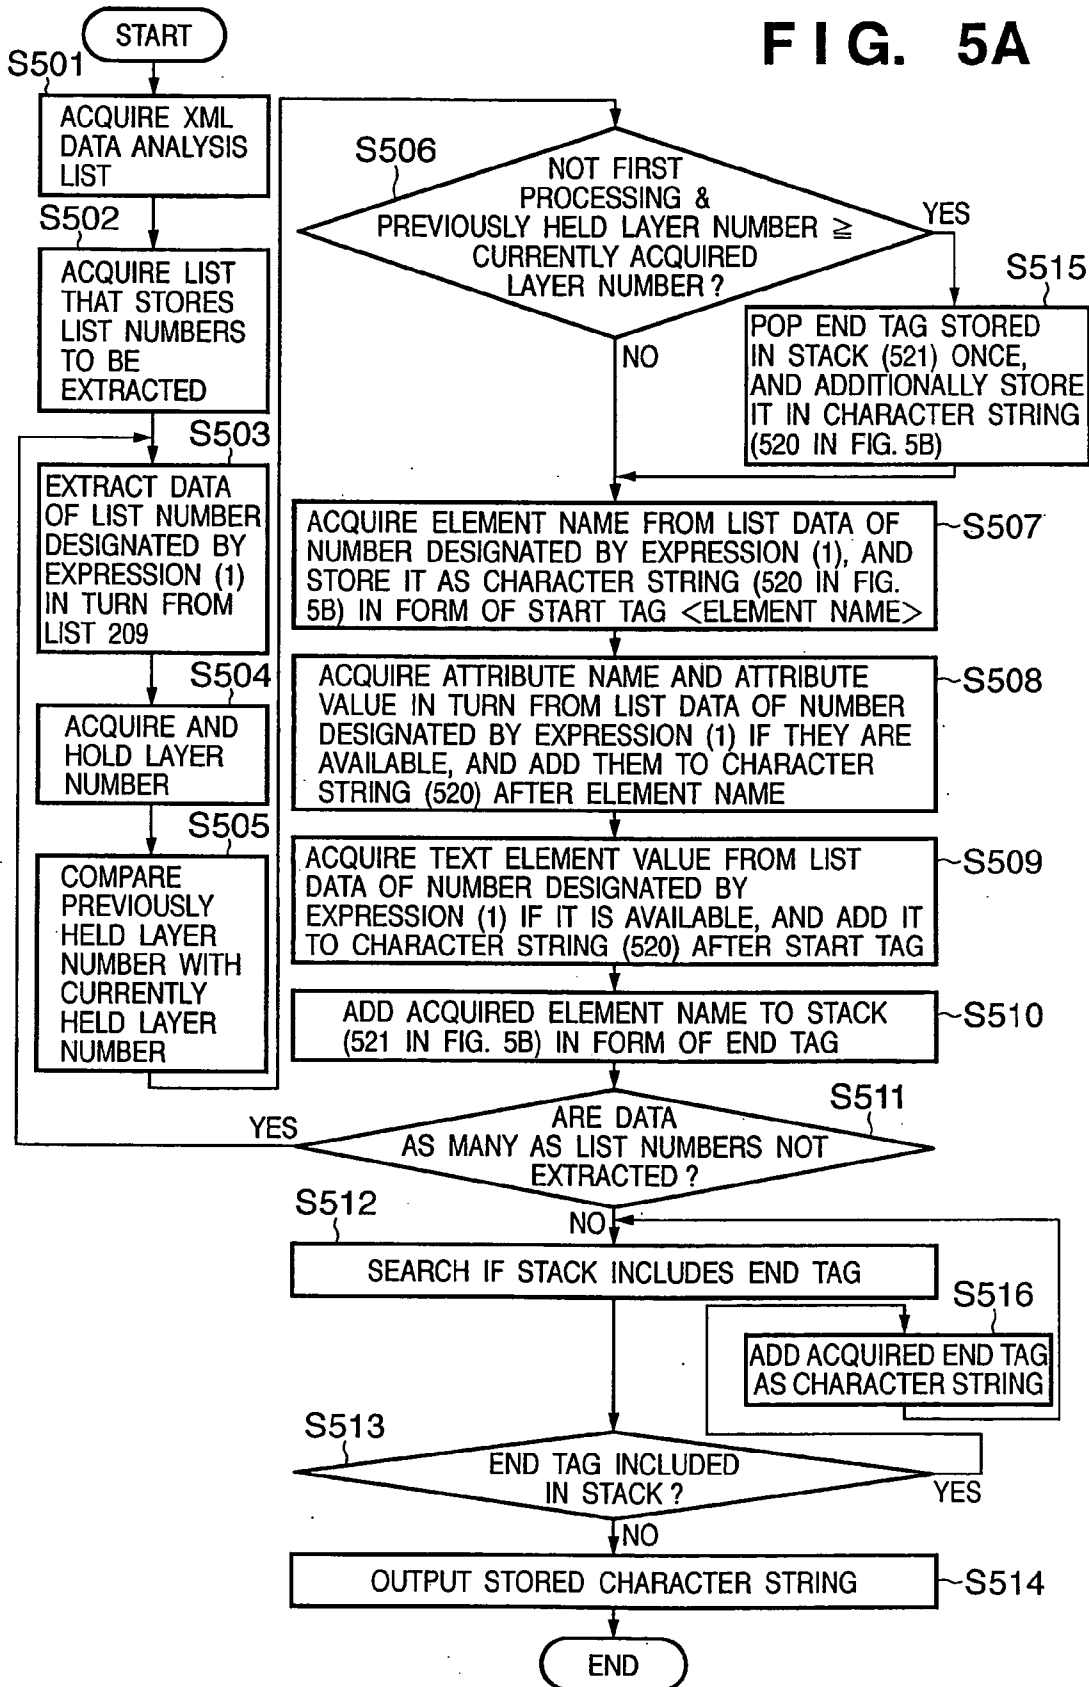 FIG. 5A
START
S501
ACQUIRE XML
DATA ANALYSIS
LIST
S502
ACQUIRE LIST
THAT STORES
LIST NUMBERS
TO BE
EXTRACTED
S503
EXTRACT DATA
OF LIST NUMBER
DESIGNATED BY
EXPRESSION (1)
IN TURN FROM
LIST 209
S504
ACQUIRE AND
HOLD LAYER
NUMBER
S505
COMPARE
PREVIOUSLY
HELD LAYER
NUMBER WITH
CURRENTLY
HELD LAYER
NUMBER
S506
NOT FIRST
PROCESSING &
PREVIOUSLY HELD LAYER NUMBER ≧
CURRENTLY ACQUIRED
LAYER NUMBER?
YES
NO
S515
POP END TAG STORED
IN STACK (521) ONCE,
AND ADDITIONALLY STORE
IT IN CHARACTER STRING
(520 IN FIG. 5B)
ACQUIRE ELEMENT NAME FROM LIST DATA OF
NUMBER DESIGNATED BY EXPRESSION (1), AND
STORE IT AS CHARACTER STRING (520 IN FIG.
5B) IN FORM OF START TAG <ELEMENT NAME>
S507
ACQUIRE ATTRIBUTE NAME AND ATTRIBUTE
VALUE IN TURN FROM LIST DATA OF NUMBER
DESIGNATED BY EXPRESSION (1) IF THEY ARE
AVAILABLE, AND ADD THEM TO CHARACTER
STRING (520) AFTER ELEMENT NAME
S508
ACQUIRE TEXT ELEMENT VALUE FROM LIST
DATA OF NUMBER DESIGNATED BY
EXPRESSION (1) IF IT IS AVAILABLE, AND ADD IT
TO CHARACTER STRING (520) AFTER START TAG
S509
ADD ACQUIRED ELEMENT NAME TO STACK
(521 IN FIG. 5B) IN FORM OF END TAG
S510
S511
ARE DATA
AS MANY AS LIST NUMBERS NOT
EXTRACTED?
YES
NO
S512
SEARCH IF STACK INCLUDES END TAG
S516
ADD ACQUIRED END TAG
AS CHARACTER STRING
S513
END TAG INCLUDED
IN STACK?
YES
NO
OUTPUT STORED CHARACTER STRING
S514
END